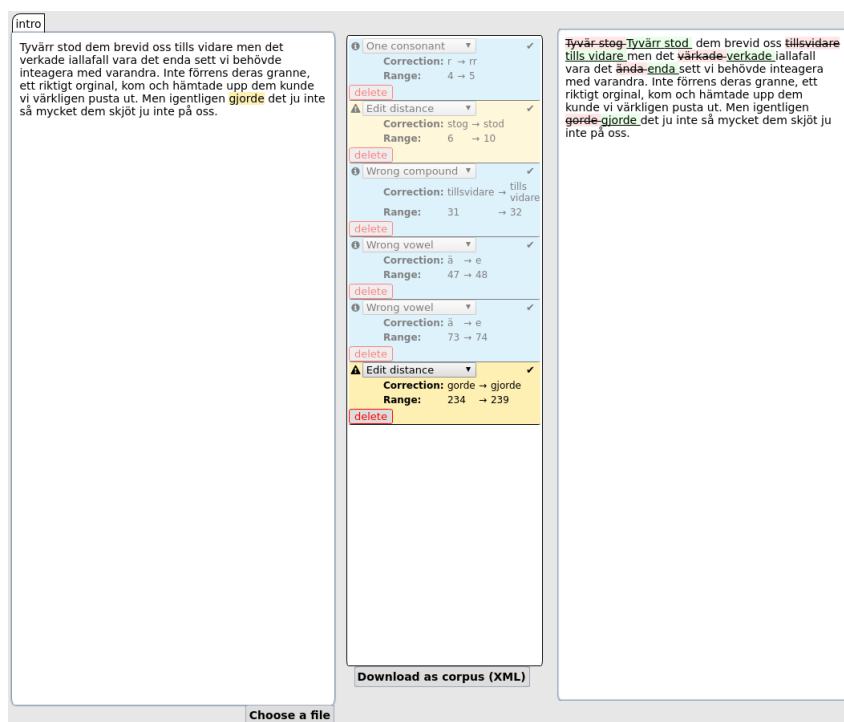 intro
Tyvärr stod dem brevid oss tills vidare men det
verkade iallafall vara det enda sett vi behövde
inteagera med varandra. Inte förrens deras granne,
ett riktigt orginal, kom och hämtade upp dem kunde
vi värkligen pusta ut. Men igentligen gjorde det ju inte
så mycket dem skjöt ju inte på oss.
Choose a file
One consonant ▼ ✔
Correction: r → rr
Range: 4 → 5
delete
Edit distance ▼ ✔
Correction: stog → stod
Range: 6 → 10
delete
Wrong compound ▼ ✔
Correction: tillsvidare → tills vidare
Range: 31 → 32
delete
Wrong vowel ▼ ✔
Correction: ä → e
Range: 47 → 48
delete
Wrong vowel ▼ ✔
Correction: ä → e
Range: 73 → 74
delete
Edit distance ▼ ✔
Correction: gorde → gjorde
Range: 234 → 239
delete
Download as corpus (XML)
Tyvär stog Tyvärr stod dem brevid oss tillsvidare
tills vidare men det värkade verkade iallafall
vara det ända enda sett vi behövde inteagera
med varandra. Inte förrens deras granne, ett
riktigt orginal, kom och hämtade upp dem
kunde vi värkligen pusta ut. Men igentligen
gorde gjorde det ju inte så mycket dem skjöt ju
inte på oss.